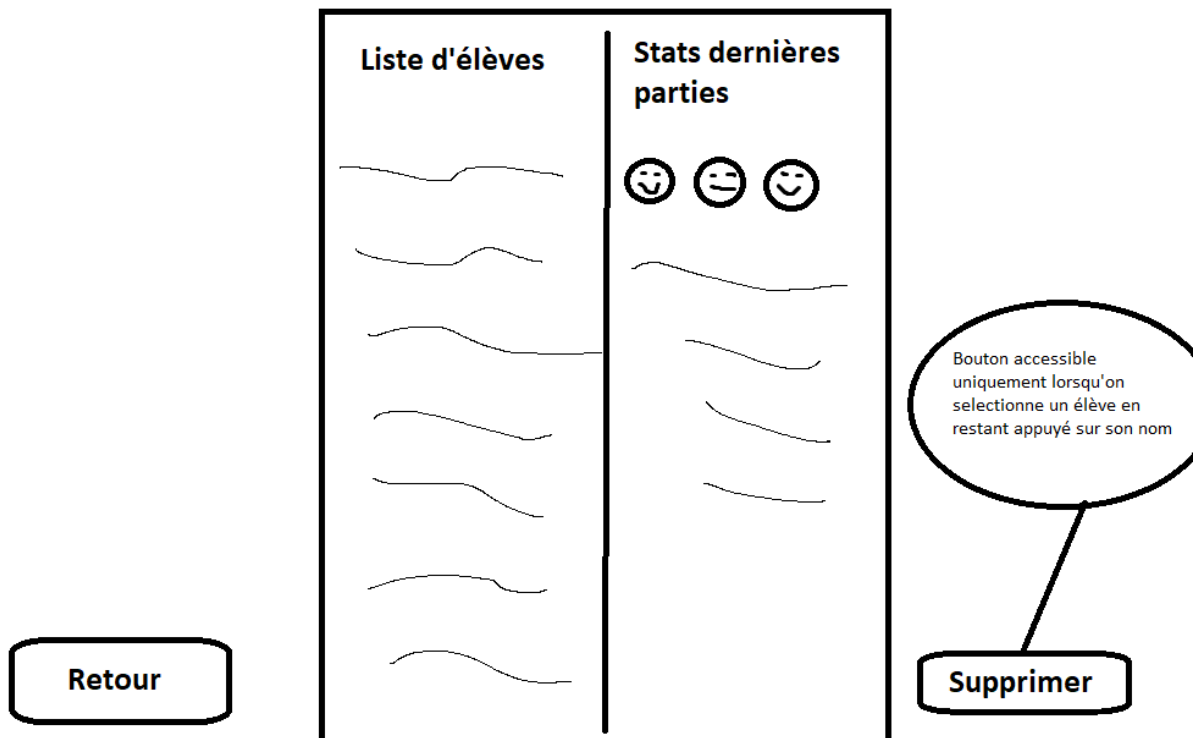 Liste d'élèves
Stats dernières
parties
Bouton accessible
uniquement lorsqu'on
selectionne un élève en
restant appuyé sur son nom
Retour
Supprimer